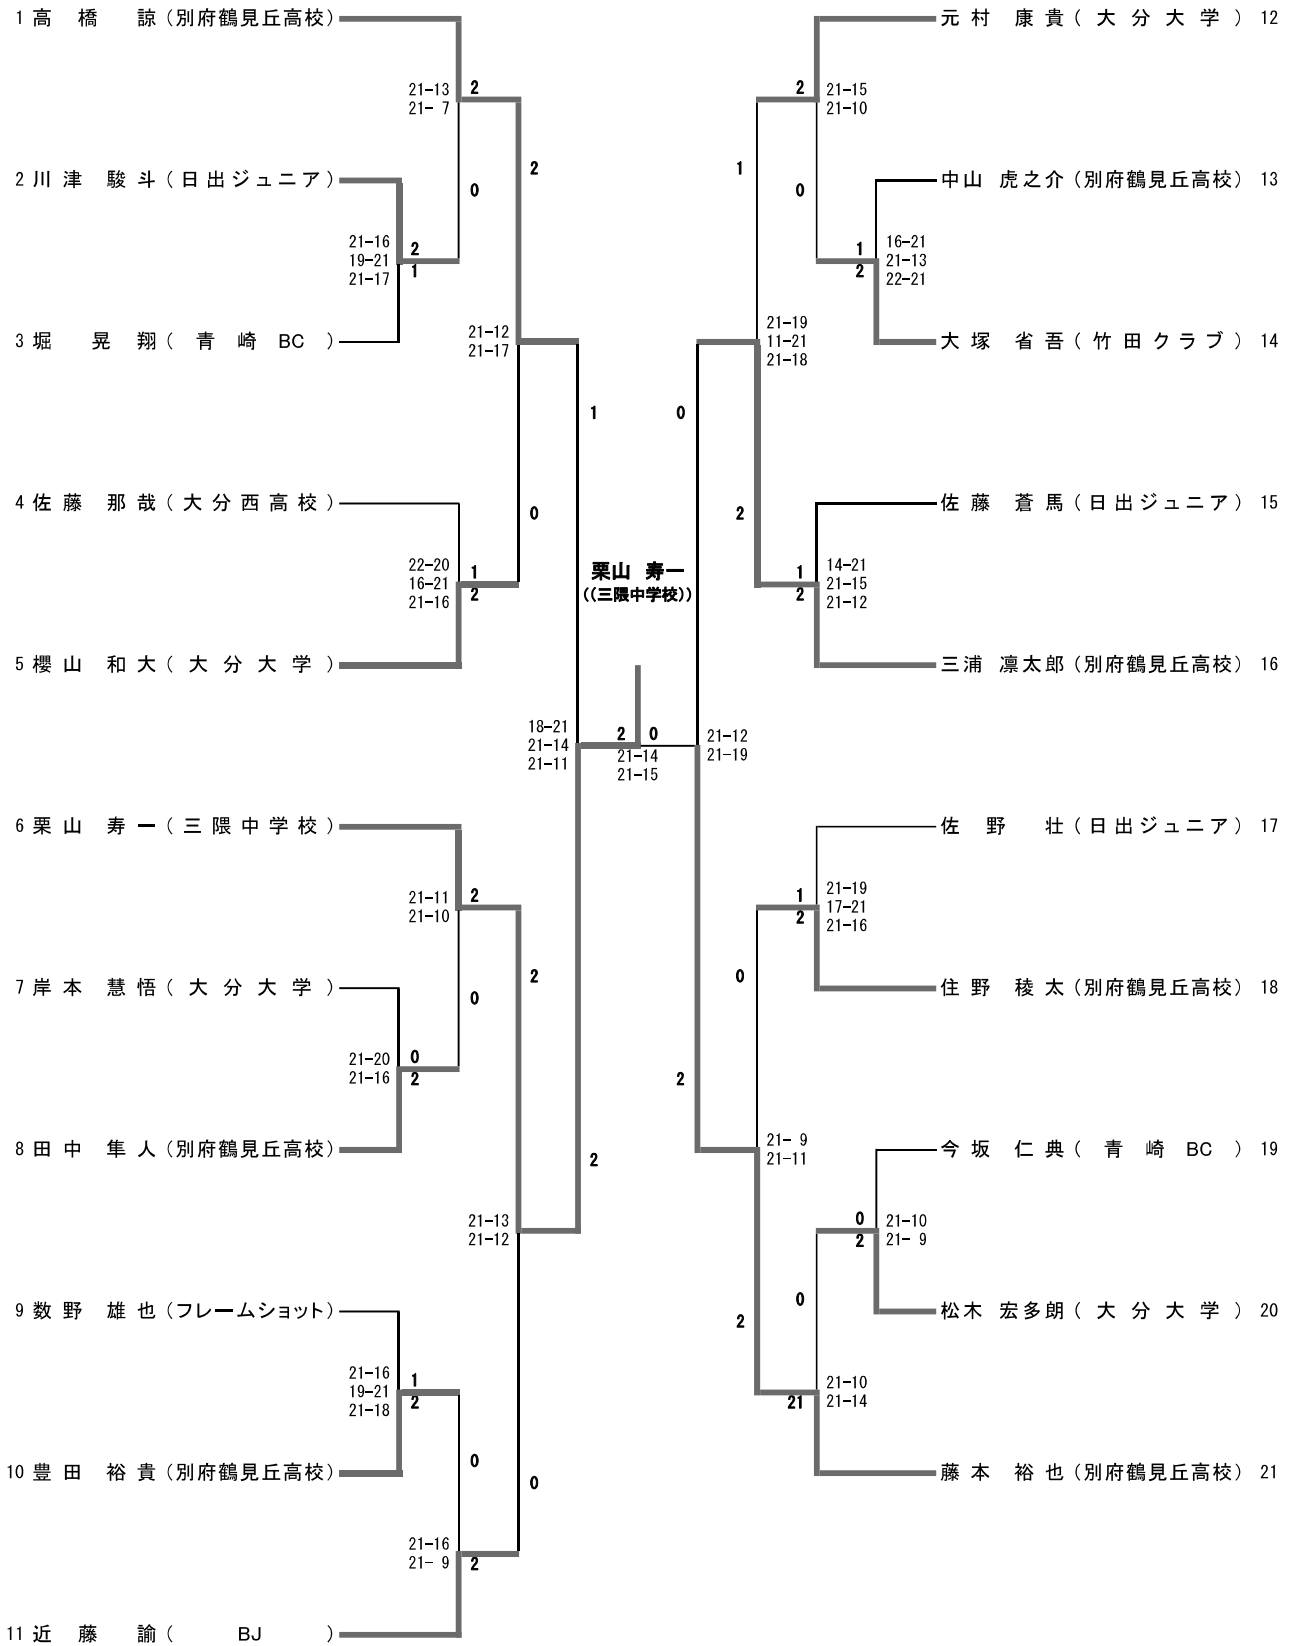 1 高橋 諒 (別府鶴見丘高校)
21-13 2
21- 7
0
2 川津 駿斗 (日出ジュニア)
21-16 2
19-21 1
21-17
3 堀 晃翔 (青崎 BC)
2
21-12
21-17
4 佐藤 那哉 (大分西高校)
0
22-20 1
16-21 2
21-16
5 櫻山 和大 (大分大学)
1
18-21
21-14
21-11
6 栗山 寿一 (三隈中学校)
21-11 2
21-10
0
7 岸本 慧悟 (大分大学)
21-20 0
21-16 2
8 田中 隼人 (別府鶴見丘高校)
2
21-13
21-12
9 数野 雄也 (フレームショット)
21-16 1
19-21 2
21-18
10 豊田 裕貴 (別府鶴見丘高校)
0
21-16
21- 9 2
11 近藤 諭 (BJ)
0
2
栗山 寿一
((三隈中学校))
2 0
21-14
21-15
元村 康貴 (大分大学) 12
2 21-15
21-10
0
中山 虎之介 (別府鶴見丘高校) 13
1 16-21
2 21-13
22-21
大塚 省吾 (竹田クラブ) 14
1
21-19
11-21
21-18
佐藤 蒼馬 (日出ジュニア) 15
2
1 14-21
2 21-15
21-12
三浦 凛太郎 (別府鶴見丘高校) 16
0
21-12
21-19
佐野 壮 (日出ジュニア) 17
1 21-19
2 17-21
21-16
住野 稜太 (別府鶴見丘高校) 18
0
2
21- 9
21-11
今坂 仁典 (青崎 BC) 19
0 21-10
2 21- 9
松木 宏多朗 (大分大学) 20
0
2
21-10
21 21-14
藤本 裕也 (別府鶴見丘高校) 21